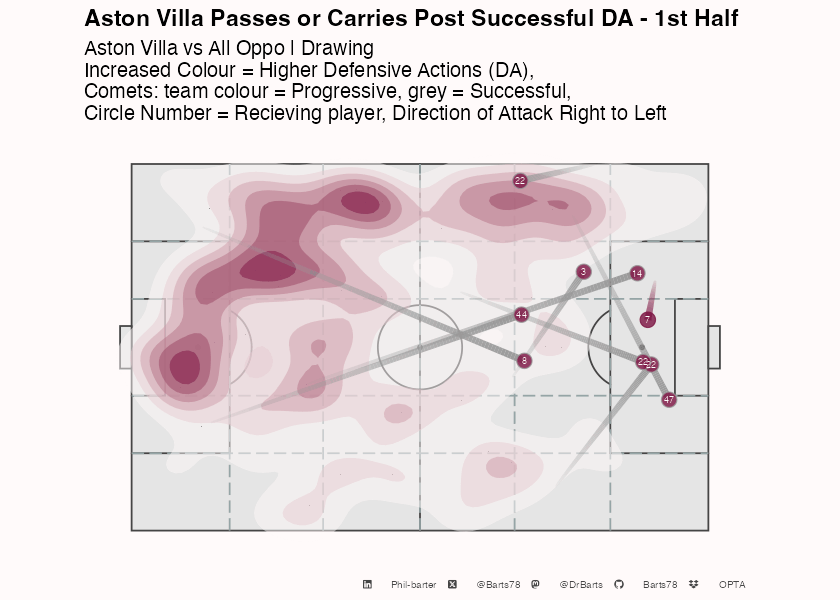 Aston Villa Passes or Carries Post Successful DA - 1st Half
Aston Villa vs All Oppo I Drawing
Increased Colour = Higher Defensive Actions (DA),
Comets: team colour = Progressive, grey = Successful,
Circle Number = Recieving player, Direction of Attack Right to Left
22
3
14
44
7
8
22
22
47
Phil-barter @Barts78 @DrBarts Barts78 OPTA